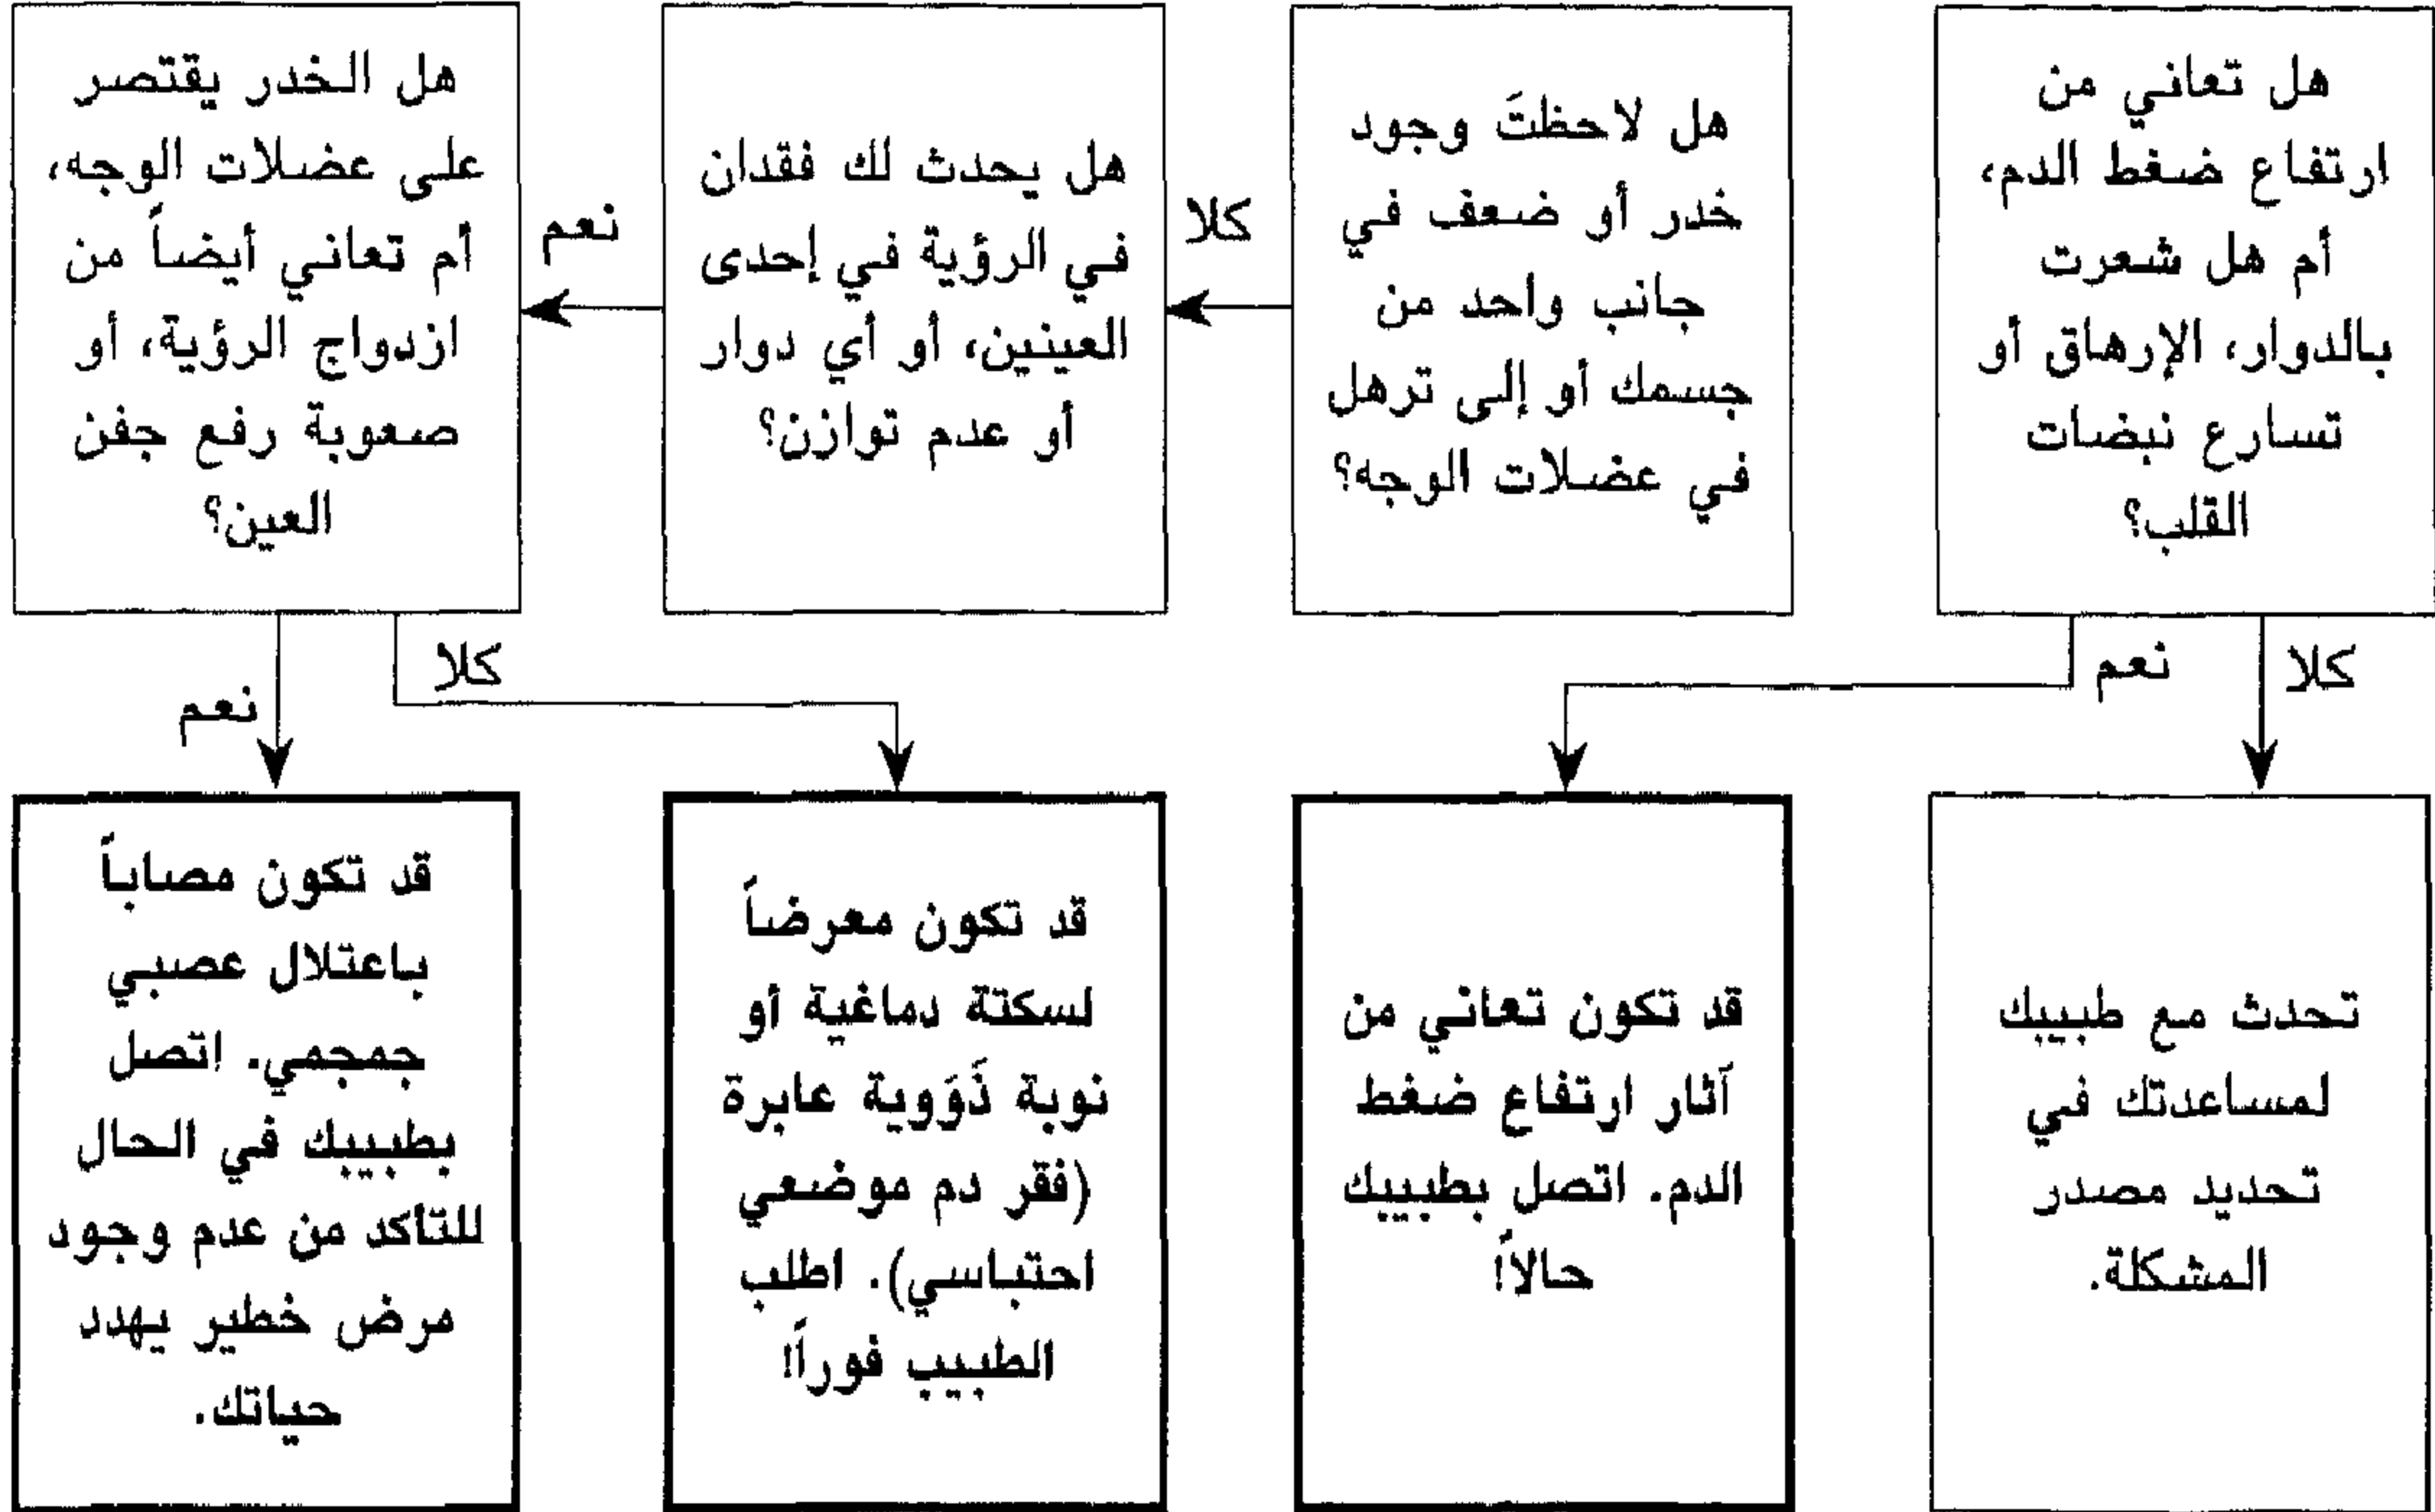 هل تعاني من
ارتفاع ضغط الدم،
أم هل شعرت
بالدوار، الإرهاق أو
تسارع نبضات
القلب؟
هل لاحظتَ وجود
خدر أو ضعف في
جانب واحد من
جسمك أو إلى ترهل
في عضلات الوجه؟
كلا
هل يحدث لك فقدان
في الرؤية في إحدى
العينين، أو أي دوار
أو عدم توازن؟
نعم
هل الخدر يقتصر
على عضلات الوجه،
أم تعاني أيضاً من
ازدواج الرؤية، أو
صعوبة رفع جفن
العين؟
كلا
نعم
كلا
نعم
تحدث مع طبيبك
لمساعدتك في
تحديد مصدر
المشكلة.
قد تكون تعاني من
آثار ارتفاع ضغط
الدم. اتصل بطبيبك
حالاً!
قد تكون معرضاً
لسكتة دماغية أو
نوبة ذَوَوية عابرة
(فقر دم موضعي
احتباسي). اطلب
الطبيب فوراً!
قد تكون مصاباً
باعتلال عصبي
جمجمي. اتصل
بطبيبك في الحال
للتأكد من عدم وجود
مرض خطير يهدد
حياتك.